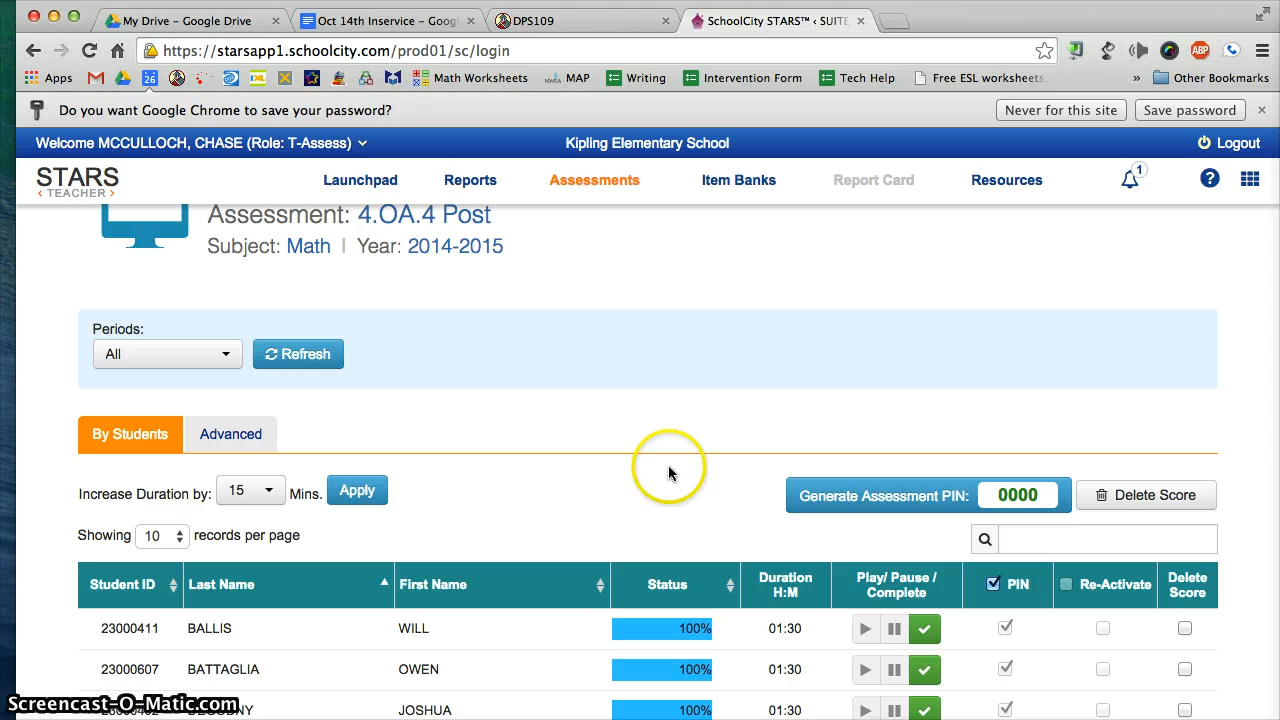 My Drive - Google Drive
Oct 14th Inservice - Goog
DPS109
SchoolCity STARS™ - SUITE
https://starsapp1.schoolcity.com/prod01/sc/login
ABP
Apps
26
IXL
Math Worksheets
MAP
Writing
Intervention Form
Tech Help
Free ESL worksheets
Other Bookmarks
Do you want Google Chrome to save your password?
Never for this site
Save password
Welcome MCCULLOCH, CHASE (Role: T-Assess)
Kipling Elementary School
Logout
STARS
TEACHER
Launchpad
Reports
Assessments
Item Banks
Report Card
Resources
1
Assessment: 4.OA.4 Post
Subject: Math | Year: 2014-2015
Periods:
All
Refresh
By Students
Advanced
Increase Duration by: 15 Mins. Apply
Generate Assessment PIN: 0000
Delete Score
Showing 10 records per page
Student ID
Last Name
First Name
Status
Duration H:M
Play/ Pause / Complete
PIN
Re-Activate
Delete Score
23000411 BALLIS WILL 100% 01:30
23000607 BATTAGLIA OWEN 100% 01:30
JOSHUA 100% 01:30
Screencast-O-Matic.com